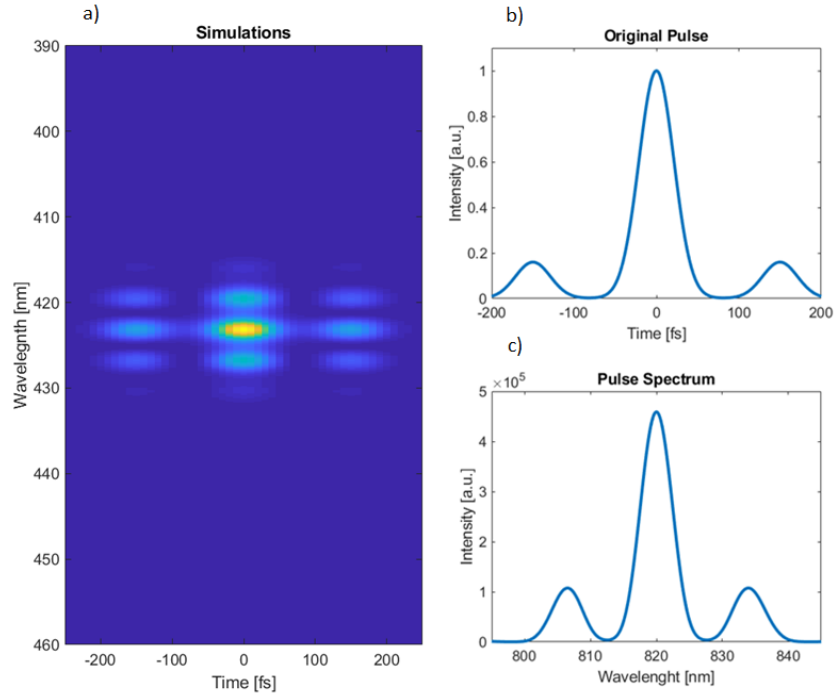 a)
Simulations
390
400
410
420
430
440
450
460
Wavelegnth [nm]
-200 -100 0 100 200
Time [fs]
b)
Original Pulse
1
0.8
0.6
0.4
0.2
0
Intensity [a.u.]
-200 -100 0 100 200
Time [fs]
c)
Pulse Spectrum
× 10⁵
5
4
3
2
1
0
Intensity [a.u.]
800 810 820 830 840
Wavelenght [nm]